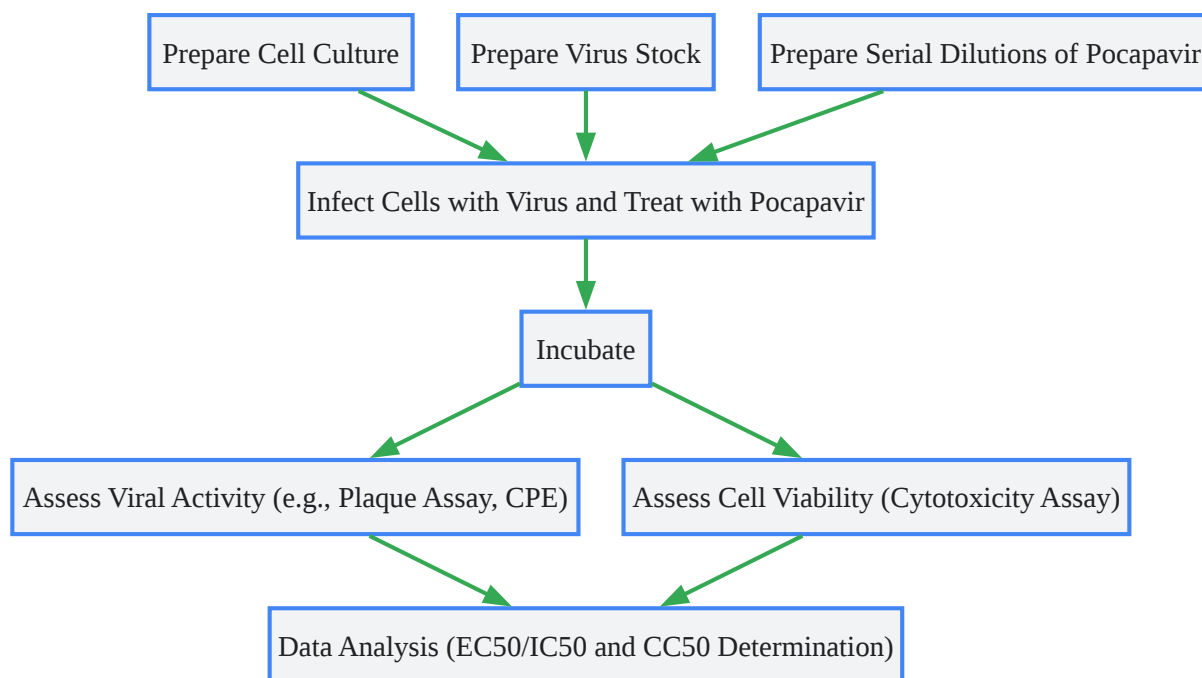 Prepare Cell Culture
Prepare Virus Stock
Prepare Serial Dilutions of Pocapavir
Infect Cells with Virus and Treat with Pocapavir
Incubate
Assess Viral Activity (e.g., Plaque Assay, CPE)
Assess Cell Viability (Cytotoxicity Assay)
Data Analysis (EC50/IC50 and CC50 Determination)